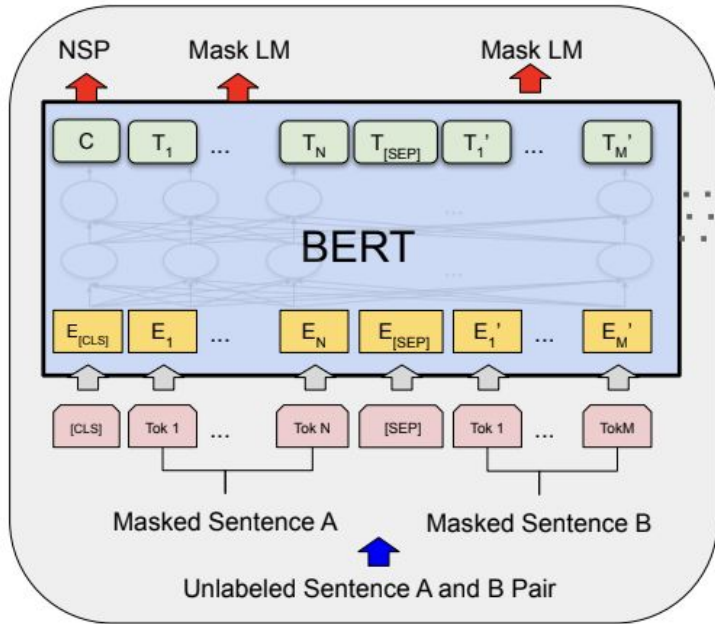 NSP Mask LM Mask LM
C T1 ... TN T[SEP] T1' ... TM'
...
BERT
...
E[CLS] E1 ... EN E[SEP] E1' ... EM'
[CLS] Tok 1 ... Tok N [SEP] Tok 1 ... TokM
Masked Sentence A Masked Sentence B
Unlabeled Sentence A and B Pair